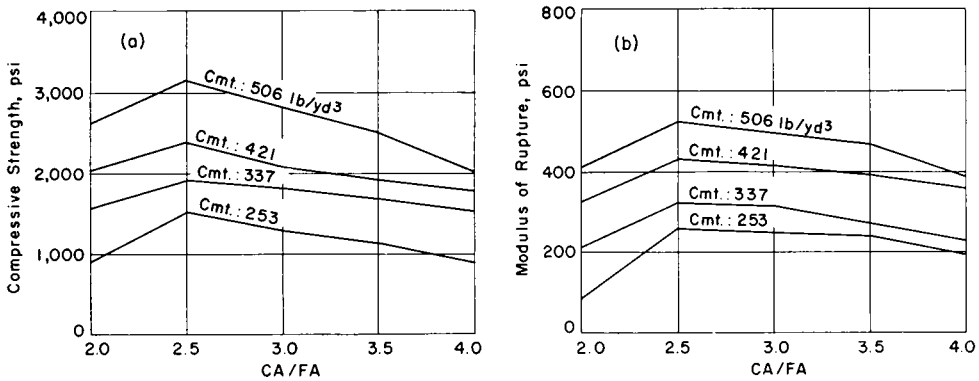 (a)
Compressive Strength, psi
4,000
3,000
2,000
1,000
0
Cmt.: 506 lb/yd3
Cmt.: 421
Cmt.: 337
Cmt.: 253
2.0 2.5 3.0 3.5 4.0
CA/FA
(b)
Modulus of Rupture, psi
800
600
400
200
0
Cmt.: 506 lb/yd3
Cmt.: 421
Cmt.: 337
Cmt.: 253
2.0 2.5 3.0 3.5 4.0
CA/FA